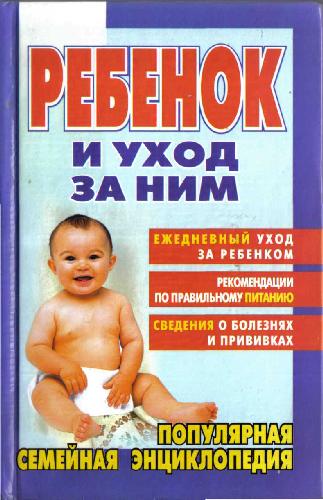 РЕБЕНОК
И УХОД
ЗА НИМ
ЕЖЕДНЕВНЫЙ УХОД
ЗА РЕБЕНКОМ
РЕКОМЕНДАЦИИ
ПО ПРАВИЛЬНОМУ ПИТАНИЮ
СВЕДЕНИЯ О БОЛЕЗНЯХ
И ПРИВИВКАХ
ПОПУЛЯРНАЯ
СЕМЕЙНАЯ ЭНЦИКЛОПЕДИЯ